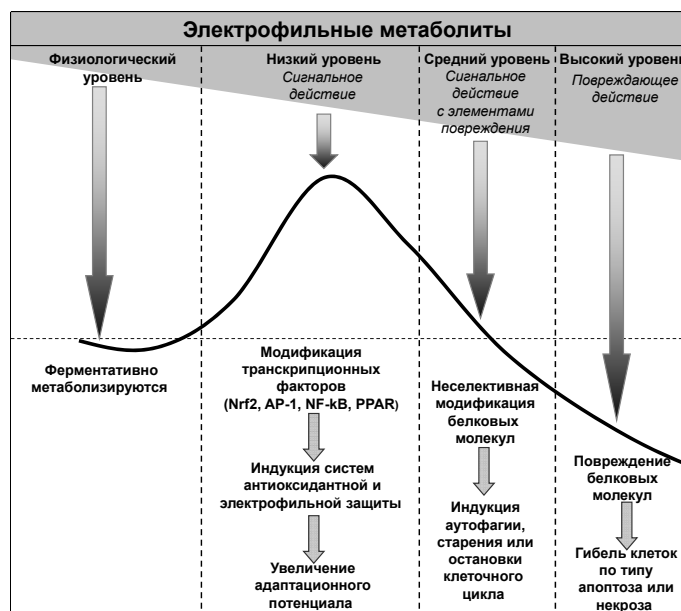 Электрофильные метаболиты
Физиологический
уровень
Низкий уровень
Сигнальное
действие
Средний уровень
Сигнальное
действие
с элементами
повреждения
Высокий уровень
Повреждающее
действие
Ферментативно
метаболизируются
Модификация
транскрипционных
факторов
(Nrf2, AP-1, NF-kB, PPAR)
Индукция систем
антиоксидантной и
электрофильной защиты
Увеличение
адаптационного
потенциала
Неселективная
модификация
белковых
молекул
Индукция
аутофагии,
старения или
остановки
клеточного
цикла
Повреждение
белковых
молекул
Гибель клеток
по типу
апоптоза или
некроза